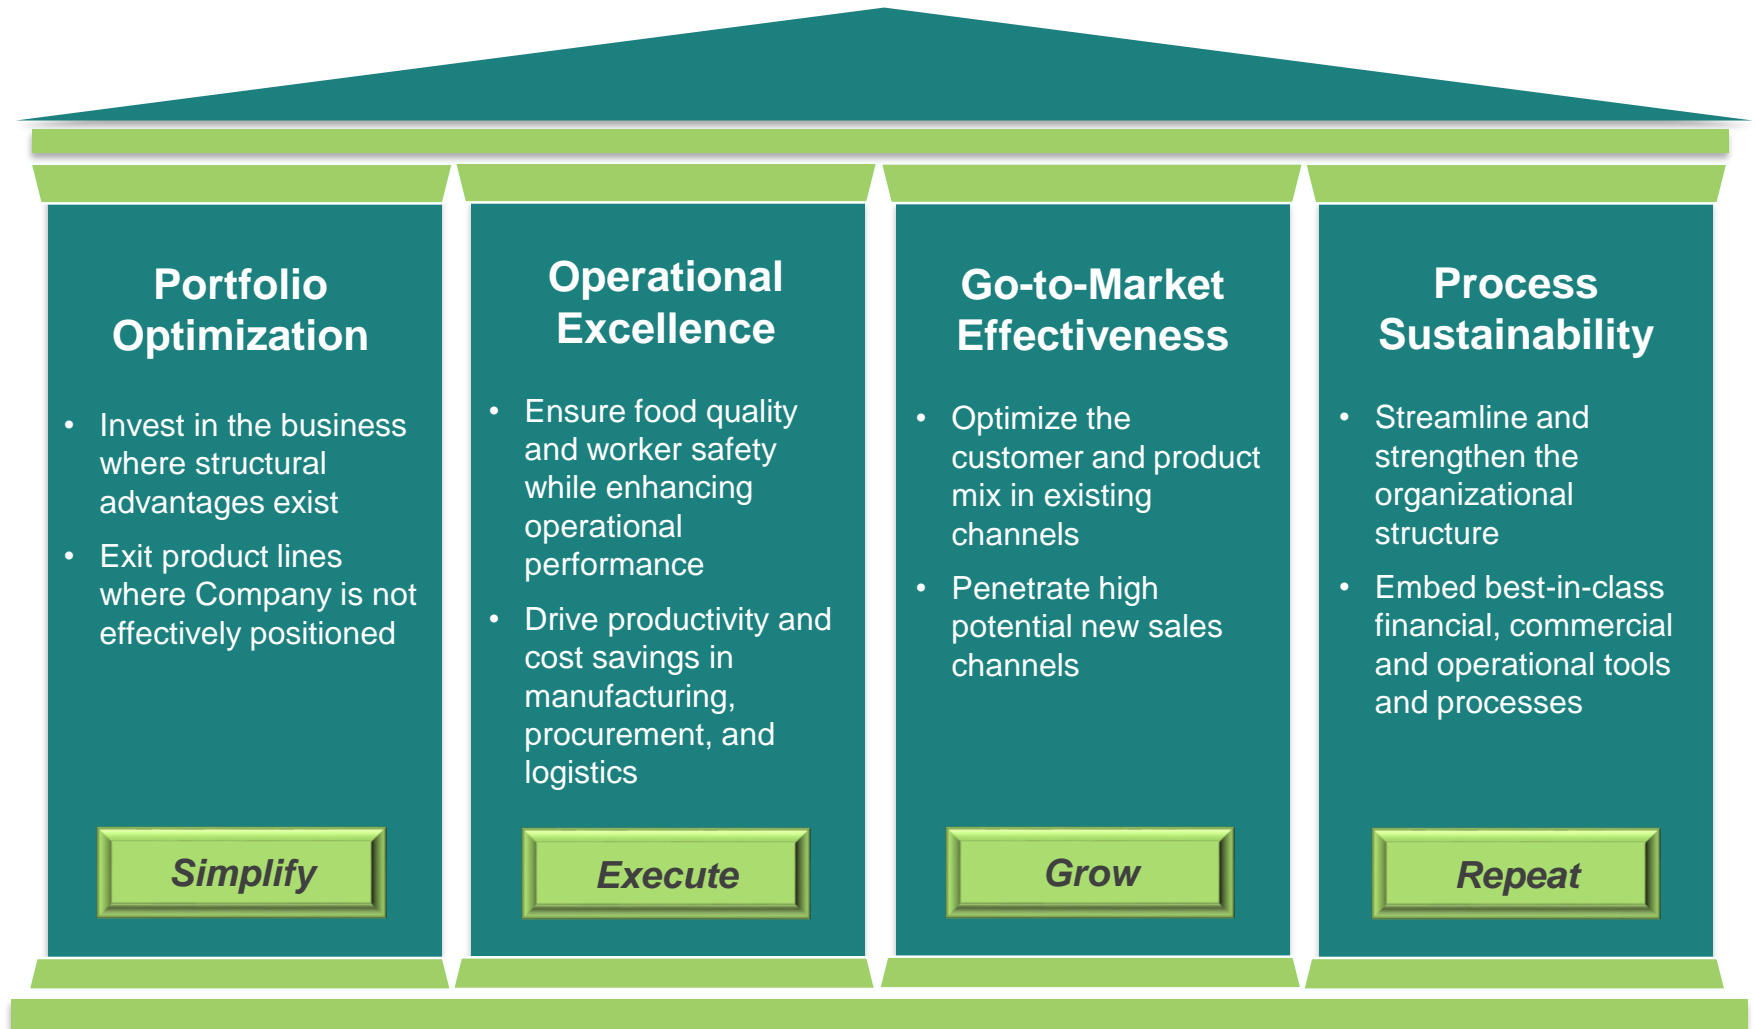 Portfolio
Optimization
• Invest in the business
where structural
advantages exist
• Exit product lines
where Company is not
effectively positioned
Simplify
Operational
Excellence
• Ensure food quality
and worker safety
while enhancing
operational
performance
• Drive productivity and
cost savings in
manufacturing,
procurement, and
logistics
Execute
Go-to-Market
Effectiveness
• Optimize the
customer and product
mix in existing
channels
• Penetrate high
potential new sales
channels
Grow
Process
Sustainability
• Streamline and
strengthen the
organizational
structure
• Embed best-in-class
financial, commercial
and operational tools
and processes
Repeat